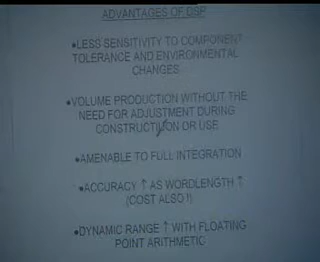 ADVANTAGES OF DSP
•LESS SENSITIVITY TO COMPONENT
TOLERANCE AND ENVIRONMENTAL
CHANGES
•VOLUME PRODUCTION WITHOUT THE
NEED FOR ADJUSTMENT DURING
CONSTRUCTION OR USE
•AMENABLE TO FULL INTEGRATION
•ACCURACY ↑ AS WORDLENGTH ↑
(COST ALSO !)
•DYNAMIC RANGE ↑ WITH FLOATING
POINT ARITHMETIC